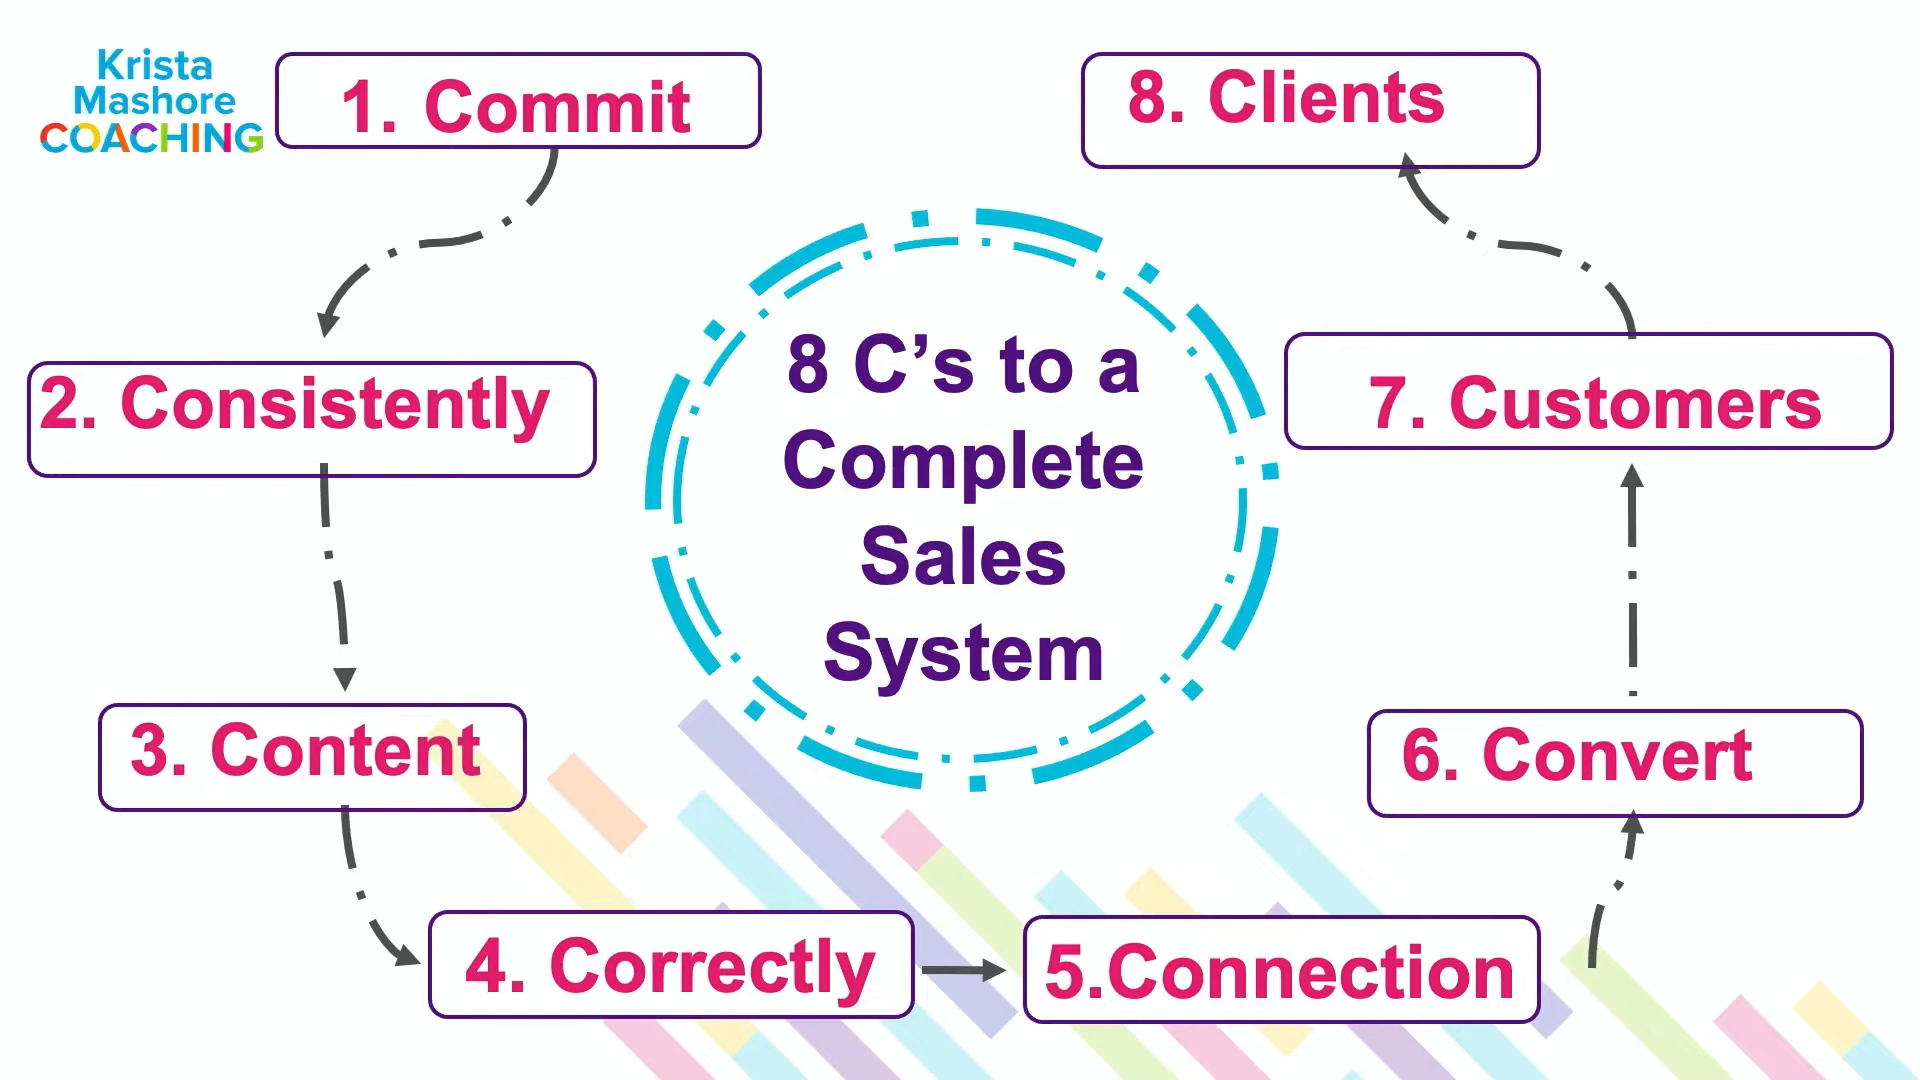 Krista
Mashore
COACHING
1. Commit
2. Consistently
3. Content
4. Correctly
5.Connection
6. Convert
7. Customers
8. Clients
8 C’s to a
Complete
Sales
System